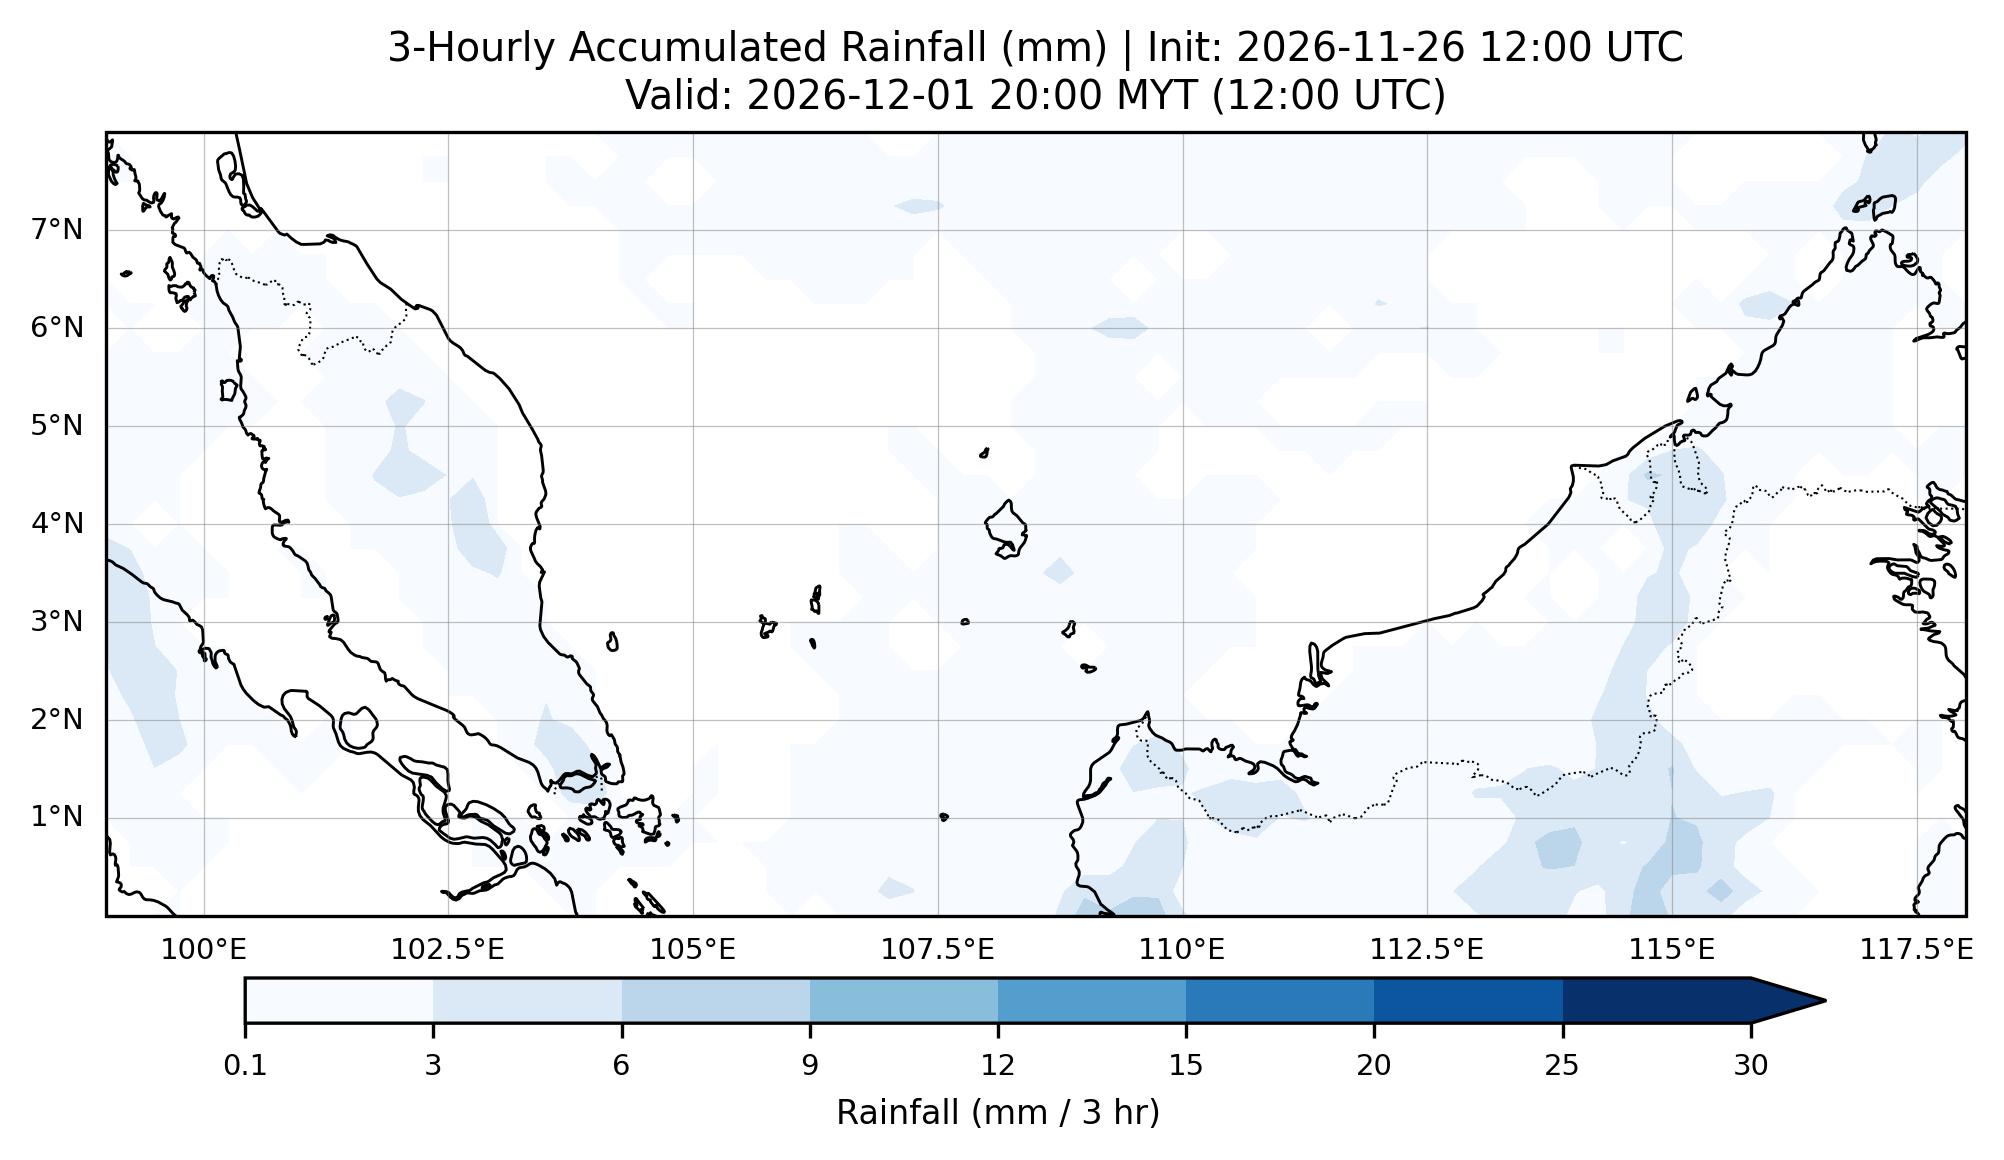 3-Hourly Accumulated Rainfall (mm) | Init: 2026-11-26 12:00 UTC
Valid: 2026-12-01 20:00 MYT (12:00 UTC)
7°N
6°N
5°N
4°N
3°N
2°N
1°N
100°E 102.5°E 105°E 107.5°E 110°E 112.5°E 115°E 117.5°E
0.1 3 6 9 12 15 20 25 30
Rainfall (mm / 3 hr)